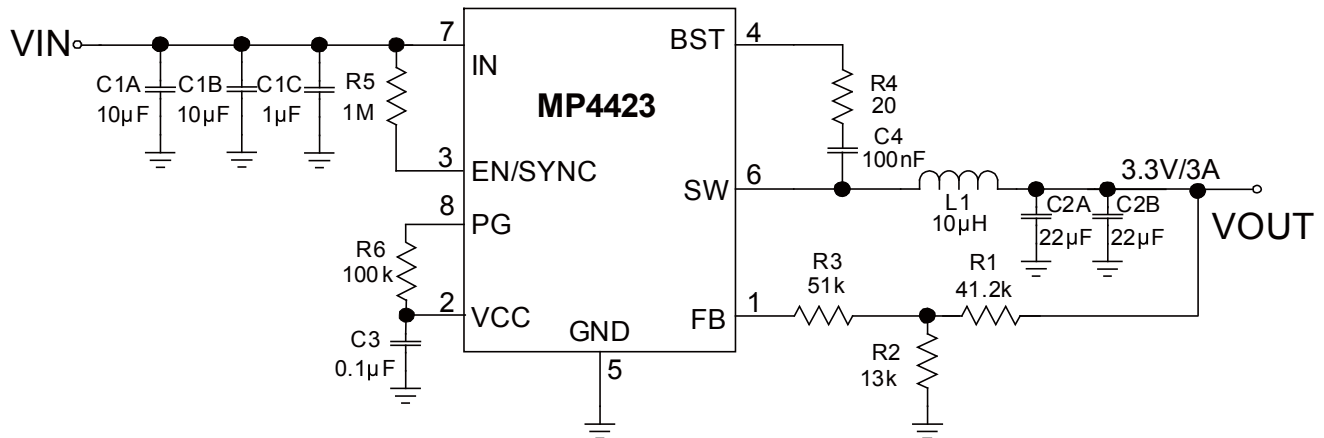 VIN
C1A
10µF
C1B
10µF
C1C
1µF
R5
1M
7
IN
3
EN/SYNC
8
PG
R6
100k
2
VCC
C3
0.1µF
MP4423
GND
5
BST
4
R4
20
C4
100nF
SW
6
L1
10µH
3.3V/3A
C2A
22µF
C2B
22µF
VOUT
FB
1
R3
51k
R1
41.2k
R2
13k